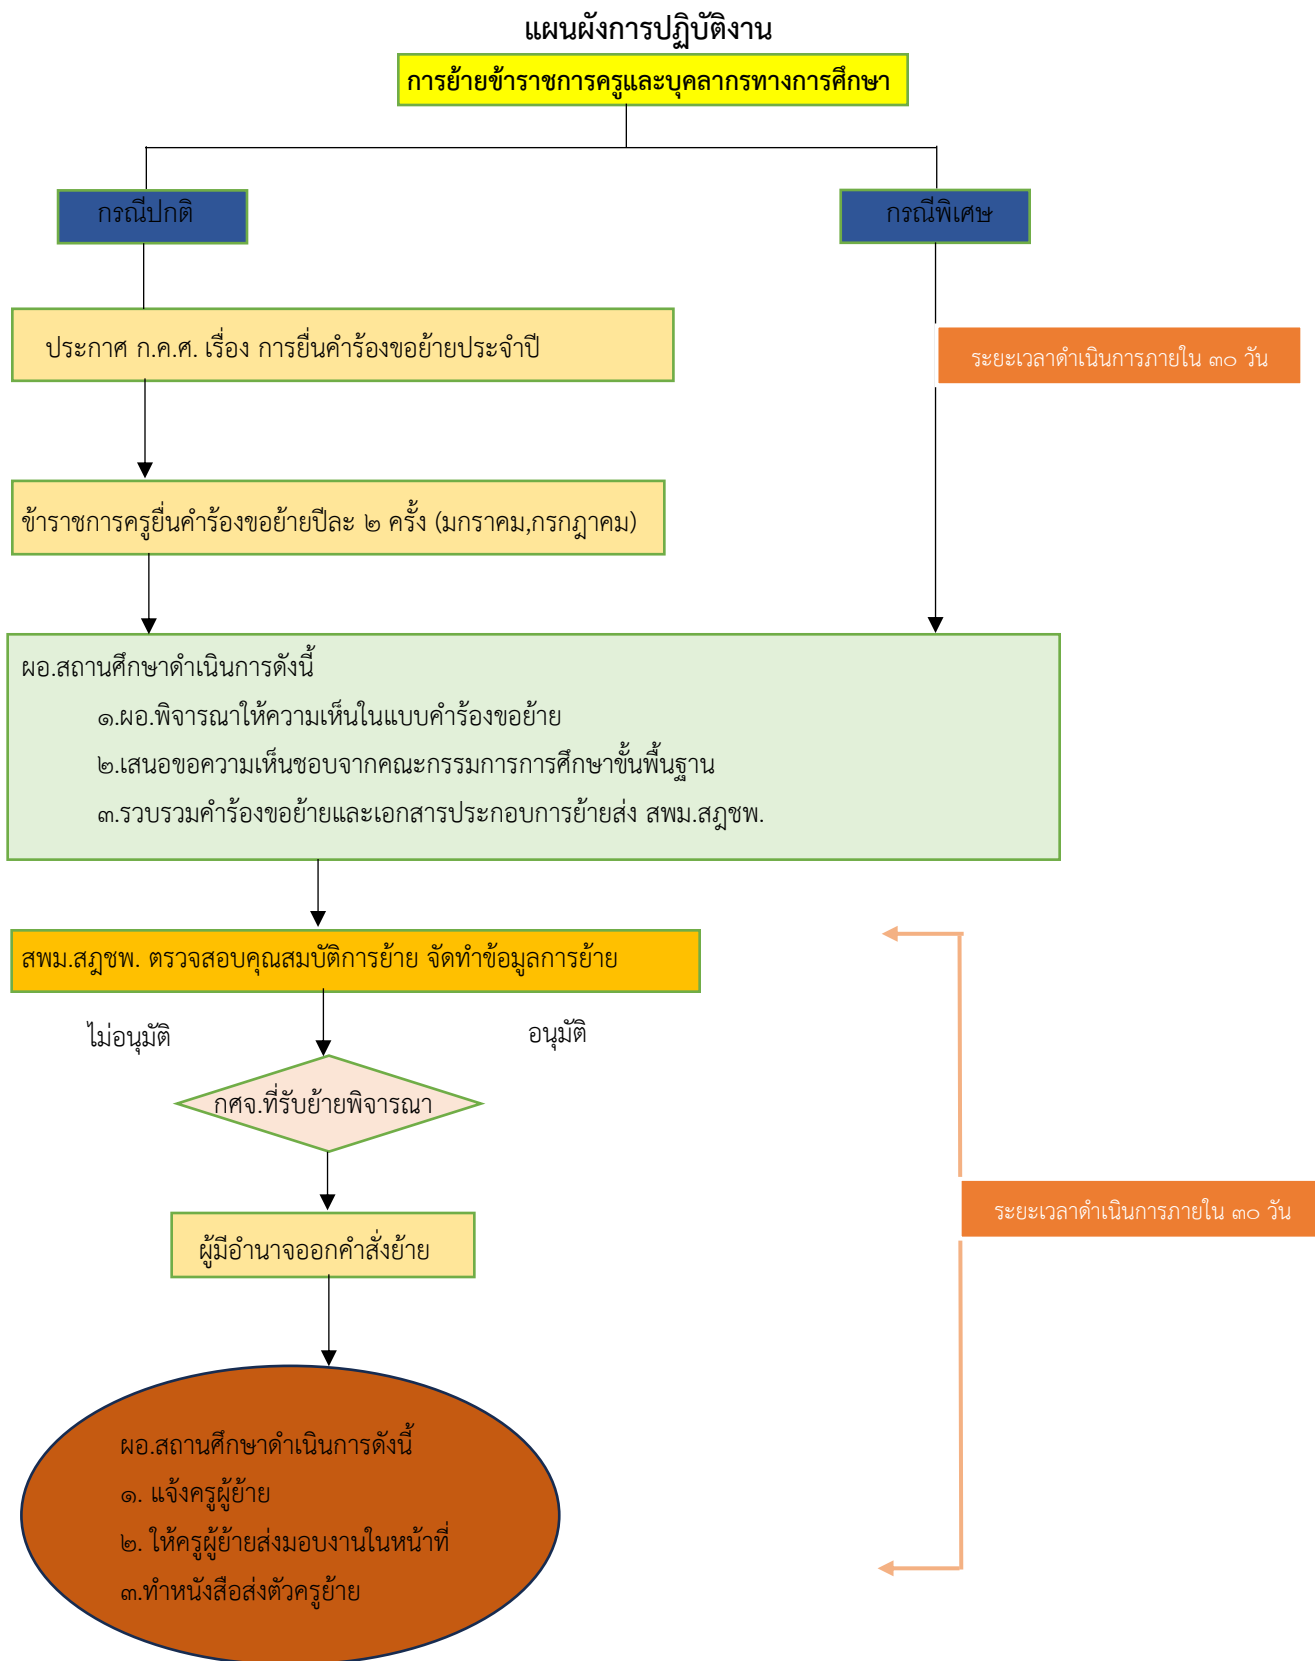 แผนผังการปฏิบัติงาน
การย้ายข้าราชการครูและบุคลากรทางการศึกษา
กรณีปกติ
กรณีพิเศษ
ประกาศ ก.ค.ศ. เรื่อง การยื่นคำร้องขอย้ายประจำปี
ระยะเวลาดำเนินการภายใน ๓๐ วัน
ข้าราชการครูยื่นคำร้องขอย้ายปีละ ๒ ครั้ง (มกราคม,กรกฎาคม)
ผอ.สถานศึกษาดำเนินการดังนี้
๑.ผอ.พิจารณาให้ความเห็นในแบบคำร้องขอย้าย
๒.เสนอขอความเห็นชอบจากคณะกรรมการการศึกษาขั้นพื้นฐาน
๓.รวบรวมคำร้องขอย้ายและเอกสารประกอบการย้ายส่ง สพม.สฎชพ.
สพม.สฎชพ. ตรวจสอบคุณสมบัติการย้าย จัดทำข้อมูลการย้าย
ไม่อนุมัติ
อนุมัติ
กศจ.ที่รับย้ายพิจารณา
ระยะเวลาดำเนินการภายใน ๓๐ วัน
ผู้มีอำนาจออกคำสั่งย้าย
ผอ.สถานศึกษาดำเนินการดังนี้
๑. แจ้งครูผู้ย้าย
๒. ให้ครูผู้ย้ายส่งมอบงานในหน้าที่
๓.ทำหนังสือส่งตัวครูย้าย